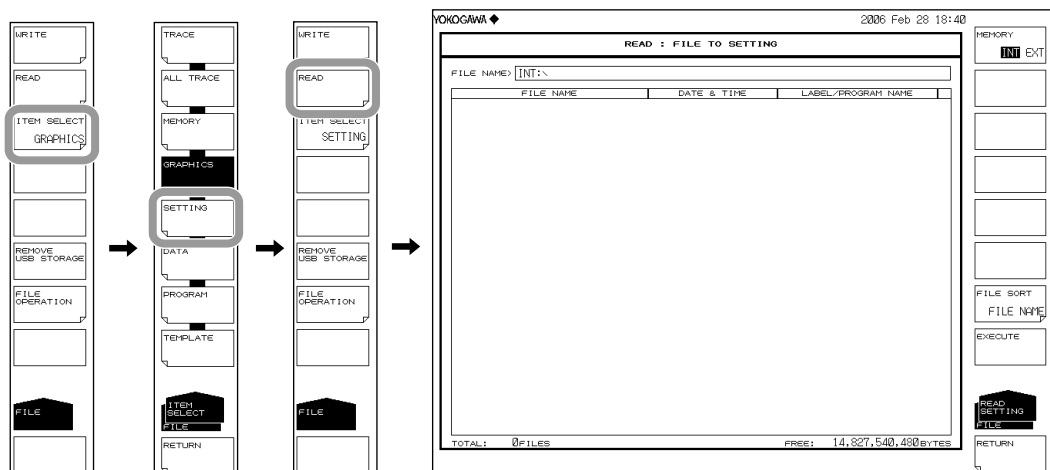 WRITE
READ
ITEM SELECT
GRAPHICS
REMOVE
USB STORAGE
FILE
OPERATION
FILE
TRACE
ALL TRACE
MEMORY
GRAPHICS
SETTING
DATA
PROGRAM
TEMPLATE
ITEM
SELECT
FILE
RETURN
WRITE
READ
ITEM SELECT
SETTING
REMOVE
USB STORAGE
FILE
OPERATION
FILE
YOKOGAWA ◆ 2006 Feb 28 18:40
READ : FILE TO SETTING
FILE NAME> INT:\
FILE NAME DATE & TIME LABEL/PROGRAM NAME
TOTAL: 0FILES FREE: 14,827,540,480BYTES
MEMORY
INT EXT
FILE SORT
FILE NAME
EXECUTE
READ
SETTING
FILE
RETURN